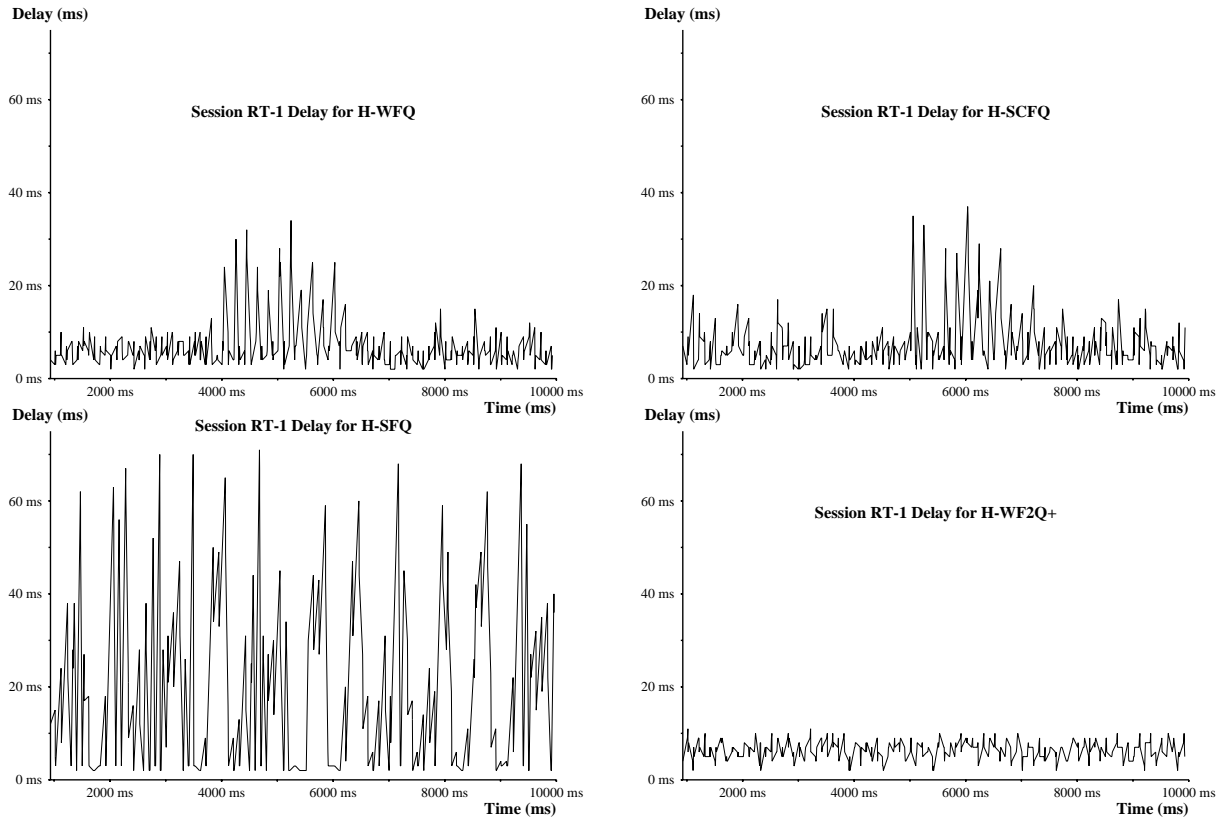 Delay (ms)
60 ms
Session RT-1 Delay for H-WFQ
40 ms
20 ms
0 ms
2000 ms 4000 ms 6000 ms 8000 ms 10000 ms
Time (ms)
Delay (ms)
60 ms
Session RT-1 Delay for H-SCFQ
40 ms
20 ms
0 ms
2000 ms 4000 ms 6000 ms 8000 ms 10000 ms
Time (ms)
Delay (ms)
Session RT-1 Delay for H-SFQ
60 ms
40 ms
20 ms
0 ms
2000 ms 4000 ms 6000 ms 8000 ms 10000 ms
Time (ms)
Delay (ms)
60 ms
Session RT-1 Delay for H-WF2Q+
40 ms
20 ms
0 ms
2000 ms 4000 ms 6000 ms 8000 ms 10000 ms
Time (ms)